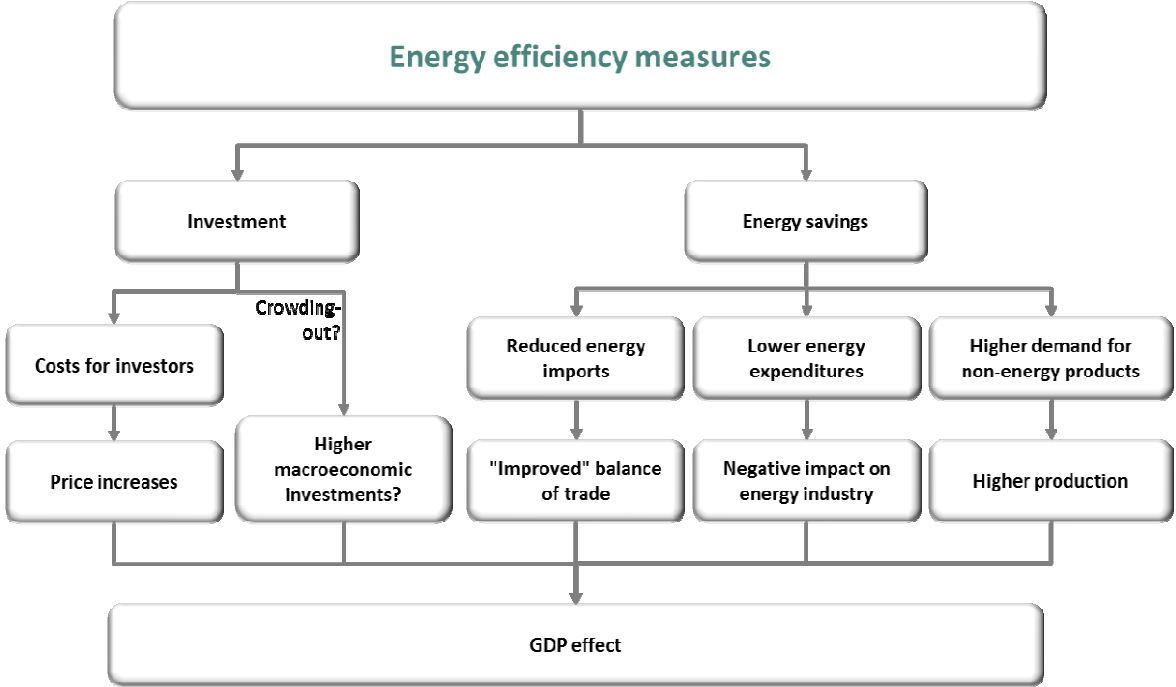 Energy efficiency measures
Investment
Energy savings
Crowding-
out?
Costs for investors
Reduced energy
imports
Lower energy
expenditures
Higher demand for
non-energy products
Price increases
Higher
macroeconomic
Investments?
"Improved" balance
of trade
Negative impact on
energy industry
Higher production
GDP effect